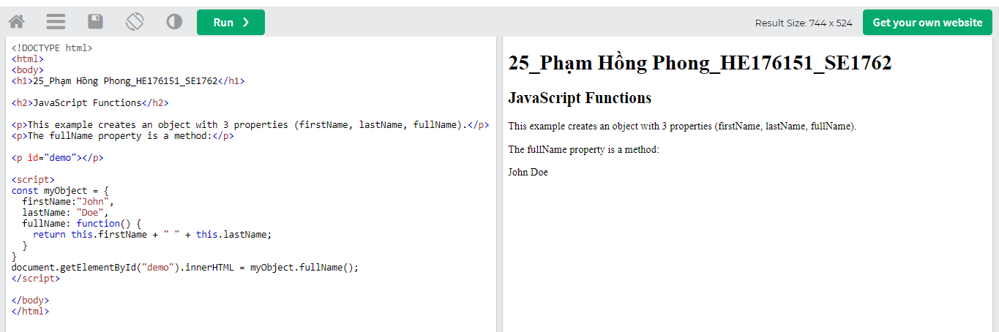 Run ❯
Result Size: 744 x 524
Get your own website
<!DOCTYPE html>
<html>
<body>
<h1>25_Phạm Hồng Phong_HE176151_SE1762</h1>
<h2>JavaScript Functions</h2>
<p>This example creates an object with 3 properties (firstName, lastName, fullName).</p>
<p>The fullName property is a method:</p>
<p id="demo"></p>
<script>
const myObject = {
  firstName:"John",
  lastName: "Doe",
  fullName: function() {
    return this.firstName + " " + this.lastName;
  }
}
document.getElementById("demo").innerHTML = myObject.fullName();
</script>
</body>
</html>
25_Phạm Hồng Phong_HE176151_SE1762
JavaScript Functions
This example creates an object with 3 properties (firstName, lastName, fullName).
The fullName property is a method:
John Doe